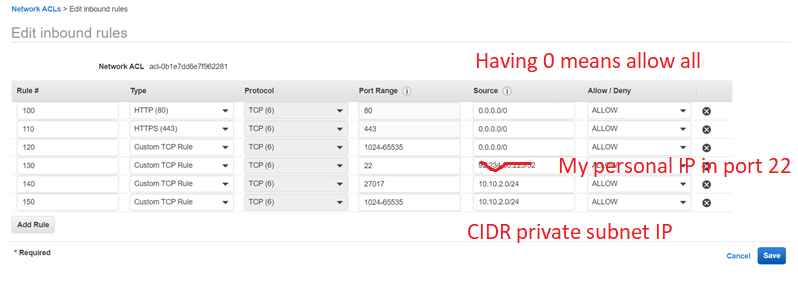 Network ACLs > Edit inbound rules
Edit inbound rules
Having 0 means allow all
Network ACL acl-0b1e7dd6e7f962281
Rule # Type Protocol Port Range Source Allow / Deny
100 HTTP (80) TCP (6) 80 0.0.0.0/0 ALLOW
110 HTTPS (443) TCP (6) 443 0.0.0.0/0 ALLOW
120 Custom TCP Rule TCP (6) 1024-65535 0.0.0.0/0 ALLOW
130 Custom TCP Rule TCP (6) 22 ALLOW
My personal IP in port 22
140 Custom TCP Rule TCP (6) 27017 10.10.2.0/24 ALLOW
150 Custom TCP Rule TCP (6) 1024-65535 10.10.2.0/24 ALLOW
Add Rule
CIDR private subnet IP
* Required
Cancel Save